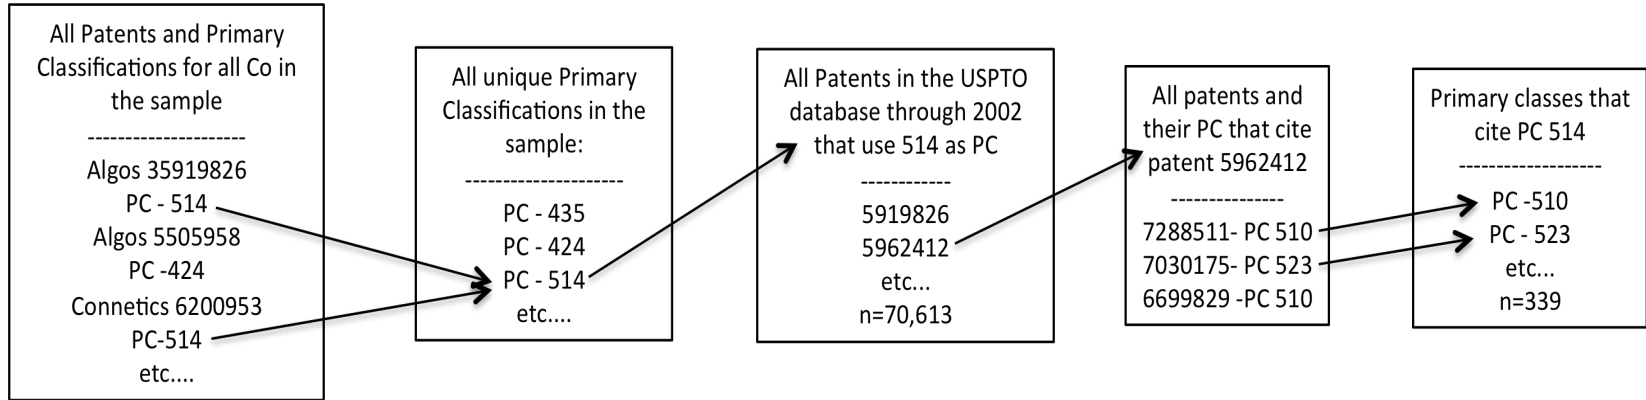 All Patents and Primary
Classifications for all Co in
the sample
---------------------
Algos 35919826
PC - 514
Algos 5505958
PC -424
Connetics 6200953
PC-514
etc....
All unique Primary
Classifications in the
sample:
---------------------
PC - 435
PC - 424
PC - 514
etc....
All Patents in the USPTO
database through 2002
that use 514 as PC
------------
5919826
5962412
etc...
n=70,613
All patents and
their PC that cite
patent 5962412
---------------
7288511- PC 510
7030175- PC 523
6699829 -PC 510
Primary classes that
cite PC 514
-------------------
PC -510
PC - 523
etc...
n=339